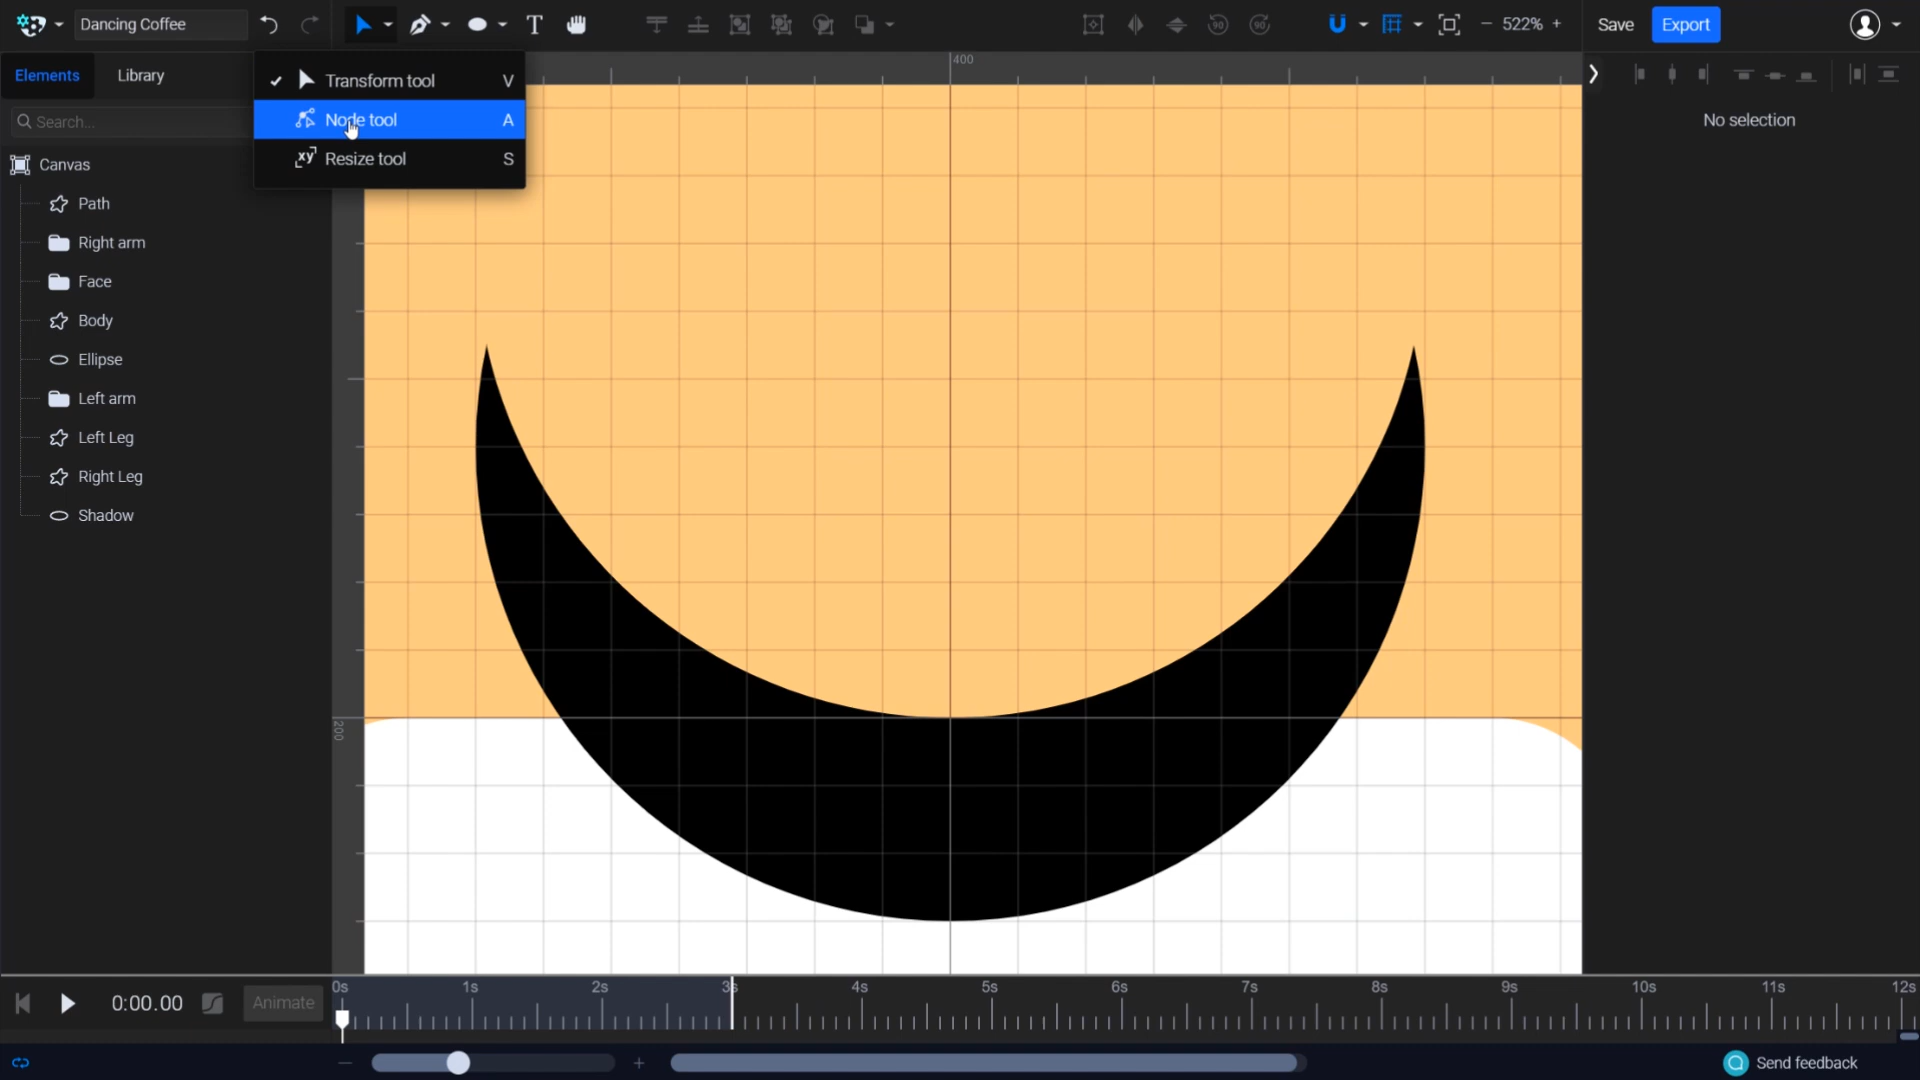 Dancing Coffee
522%
Save
Export
Elements
Library
Search...
Transform tool V
Node tool A
Resize tool S
400
No selection
Canvas
Path
Right arm
Face
Body
Ellipse
Left arm
Left Leg
Right Leg
Shadow
200
0:00.00
Animate
0s 1s 2s 3s 4s 5s 6s 7s 8s 9s 10s 11s 12s
Send feedback